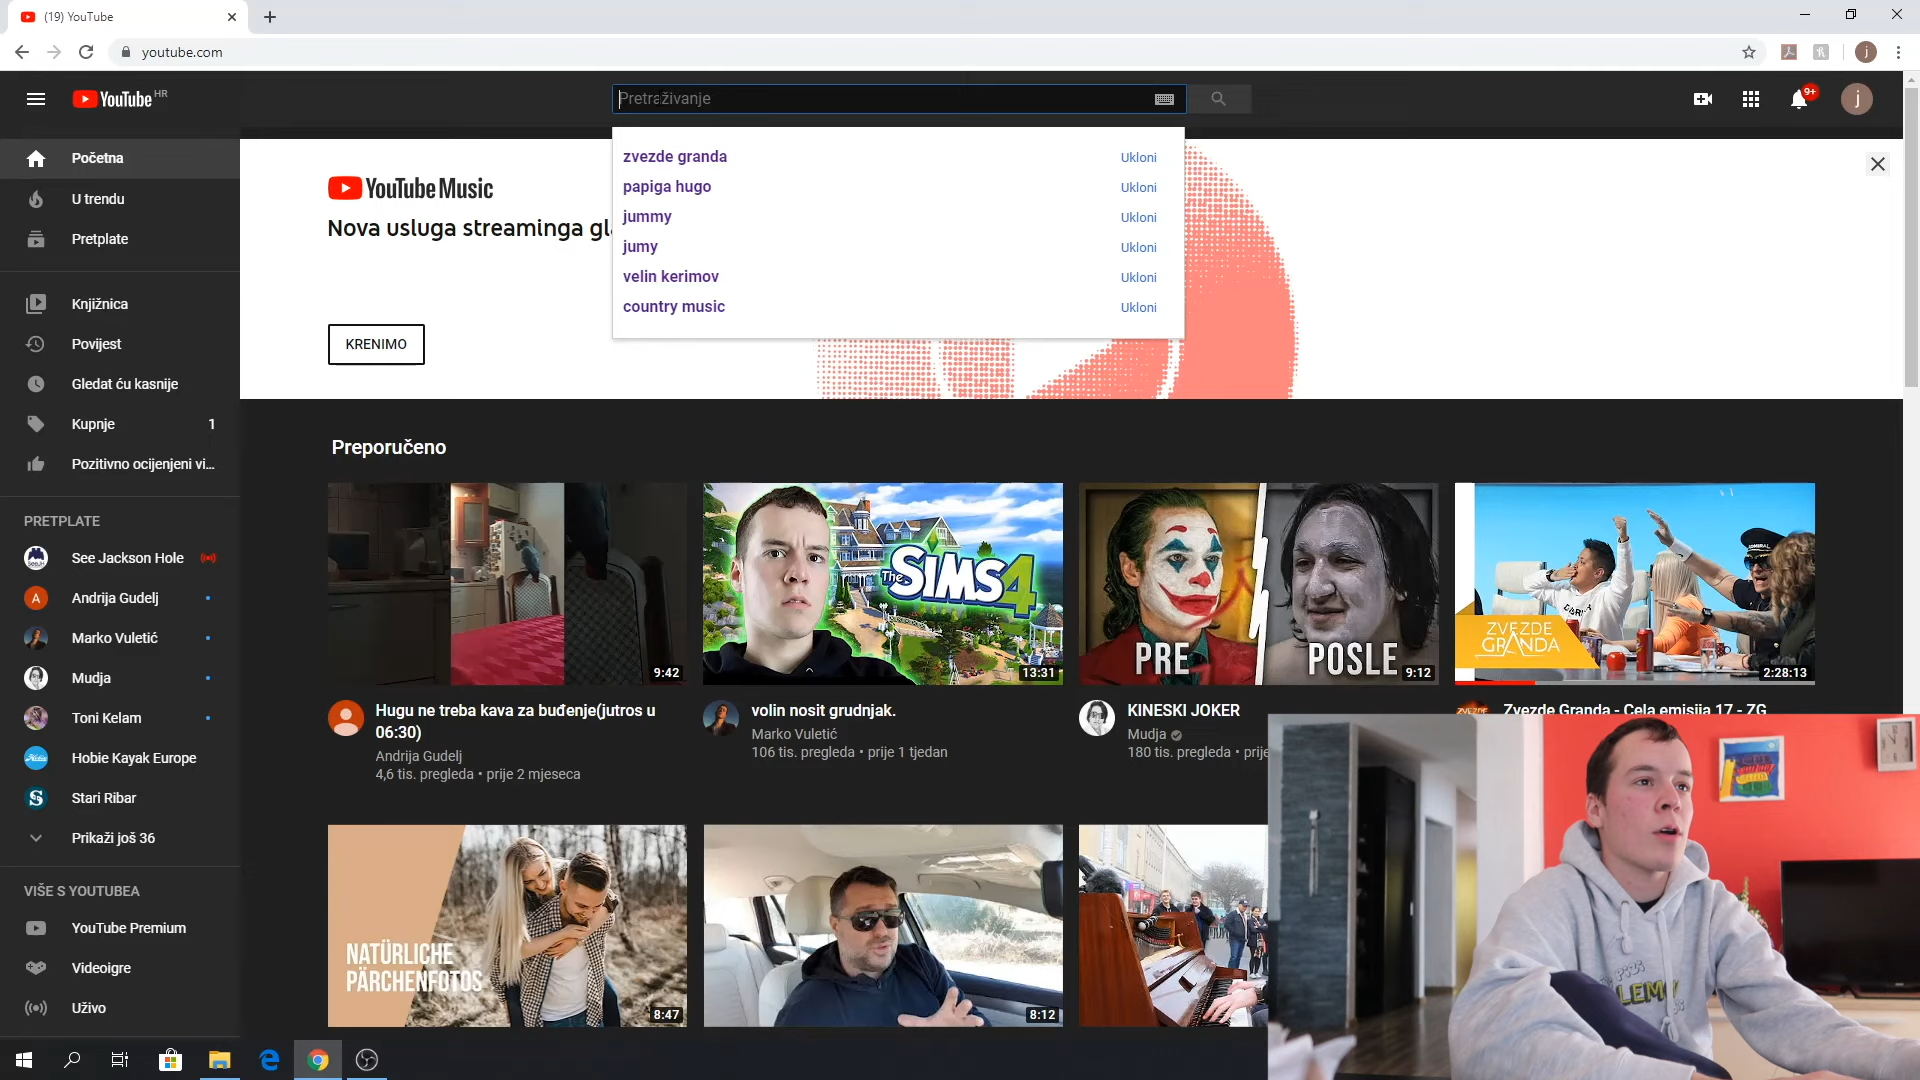 (19) YouTube
youtube.com
YouTube HR
Pretraživanje
9+
j
j
zvezde granda Ukloni
papiga hugo Ukloni
jummy Ukloni
jumy Ukloni
velin kerimov Ukloni
country music Ukloni
Početna
U trendu
Pretplate
Knjižnica
Povijest
Gledat ću kasnije
Kupnje 1
Pozitivno ocijenjeni vi...
PRETPLATE
See Jackson Hole
A Andrija Gudelj
Marko Vuletić
Mudja
Toni Kelam
Hobie Kayak Europe
Stari Ribar
Prikaži još 36
VIŠE S YOUTUBEA
YouTube Premium
Videoigre
Uživo
YouTube Music
Nova usluga streaminga gl
KRENIMO
Preporučeno
9:42
The SIMS 4
13:31
PRE POSLE
9:12
ADMIRAL
ZVEZDE
GRANDA
2:28:13
Hugu ne treba kava za buđenje(jutros u
06:30)
Andrija Gudelj
4,6 tis. pregleda • prije 2 mjeseca
volin nosit grudnjak.
Marko Vuletić
106 tis. pregleda • prije 1 tjedan
KINESKI JOKER
Mudja
180 tis. pregleda • prije
Zvezde Granda - Cela emisija 17 - ZG
NATÜRLICHE
PÄRCHENFOTOS
8:47
8:12